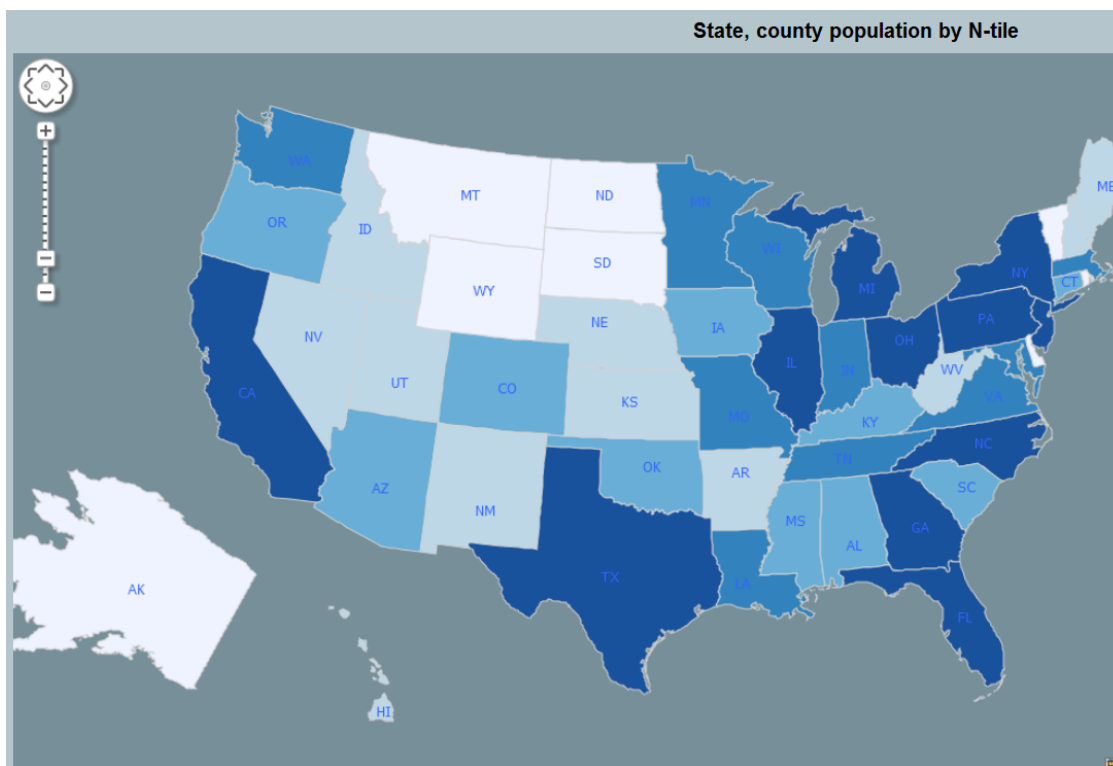 State, county population by N-tile
WA
MT
ND
MN
ME
OR
ID
SD
WI
NY
WY
MI
CT
NE
IA
PA
NV
OH
UT
CO
IL
IN
WV
CA
KS
MO
KY
VA
AZ
OK
TN
NC
NM
AR
SC
MS
AL
GA
TX
LA
AK
FL
HI